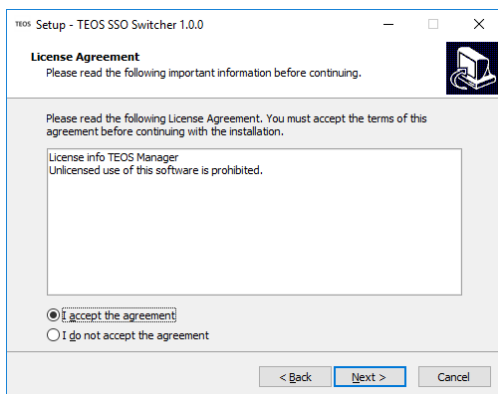 TEOS Setup - TEOS SSO Switcher 1.0.0
License Agreement
Please read the following important information before continuing.
Please read the following License Agreement. You must accept the terms of this
agreement before continuing with the installation.
License info TEOS Manager
Unlicensed use of this software is prohibited.
I accept the agreement
I do not accept the agreement
< Back Next > Cancel